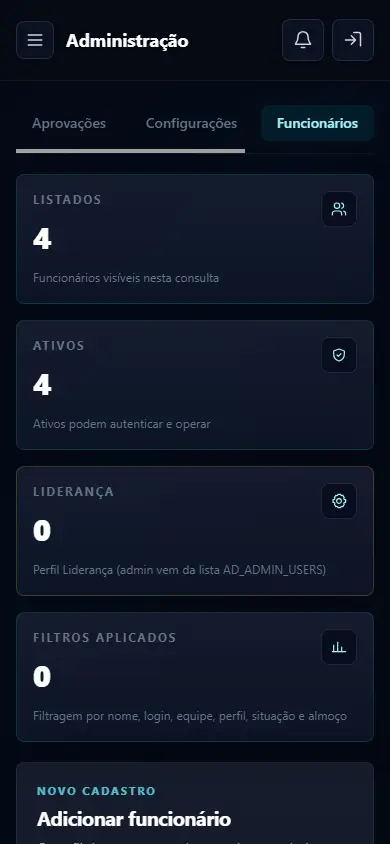 Administração
Aprovações Configurações Funcionários
LISTADOS
4
Funcionários visíveis nesta consulta
ATIVOS
4
Ativos podem autenticar e operar
LIDERANÇA
0
Perfil Liderança (admin vem da lista AD_ADMIN_USERS)
FILTROS APLICADOS
0
Filtragem por nome, login, equipe, perfil, situação e almoço
NOVO CADASTRO
Adicionar funcionário